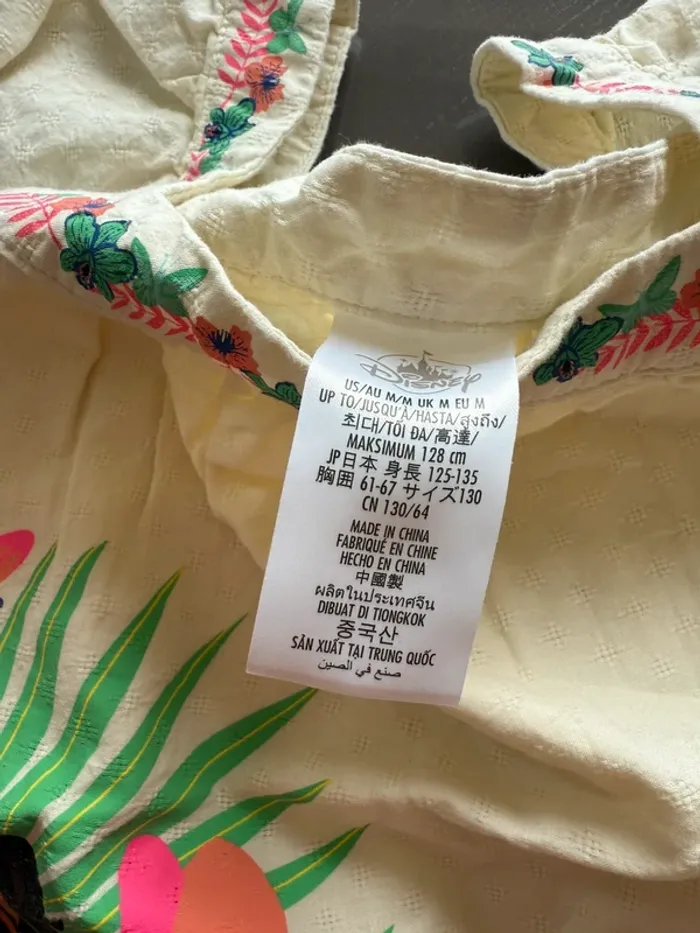 Disney
US/AU M/M UK M EU M
UP TO/JUSQU'À/HASTA/สูงถึง/
최대/TỐI ĐA/高達/
MAKSIMUM 128 cm
JP日本 身長 125-135
胸囲 61-67 サイズ130
CN 130/64
MADE IN CHINA
FABRIQUÉ EN CHINE
HECHO EN CHINA
中國製
ผลิตในประเทศจีน
DIBUAT DI TIONGKOK
중국산
SẢN XUẤT TẠI TRUNG QUỐC
صنع في الصين